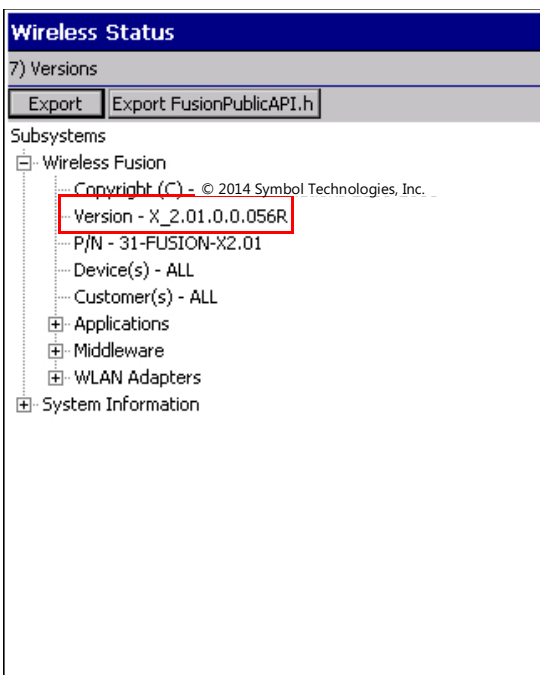 Wireless Status
7) Versions
Export Export FusionPublicAPI.h
Subsystems
Wireless Fusion
Copyright (C) - © 2014 Symbol Technologies, Inc.
Version - X_2.01.0.0.056R
P/N - 31-FUSION-X2.01
Device(s) - ALL
Customer(s) - ALL
Applications
Middleware
WLAN Adapters
System Information